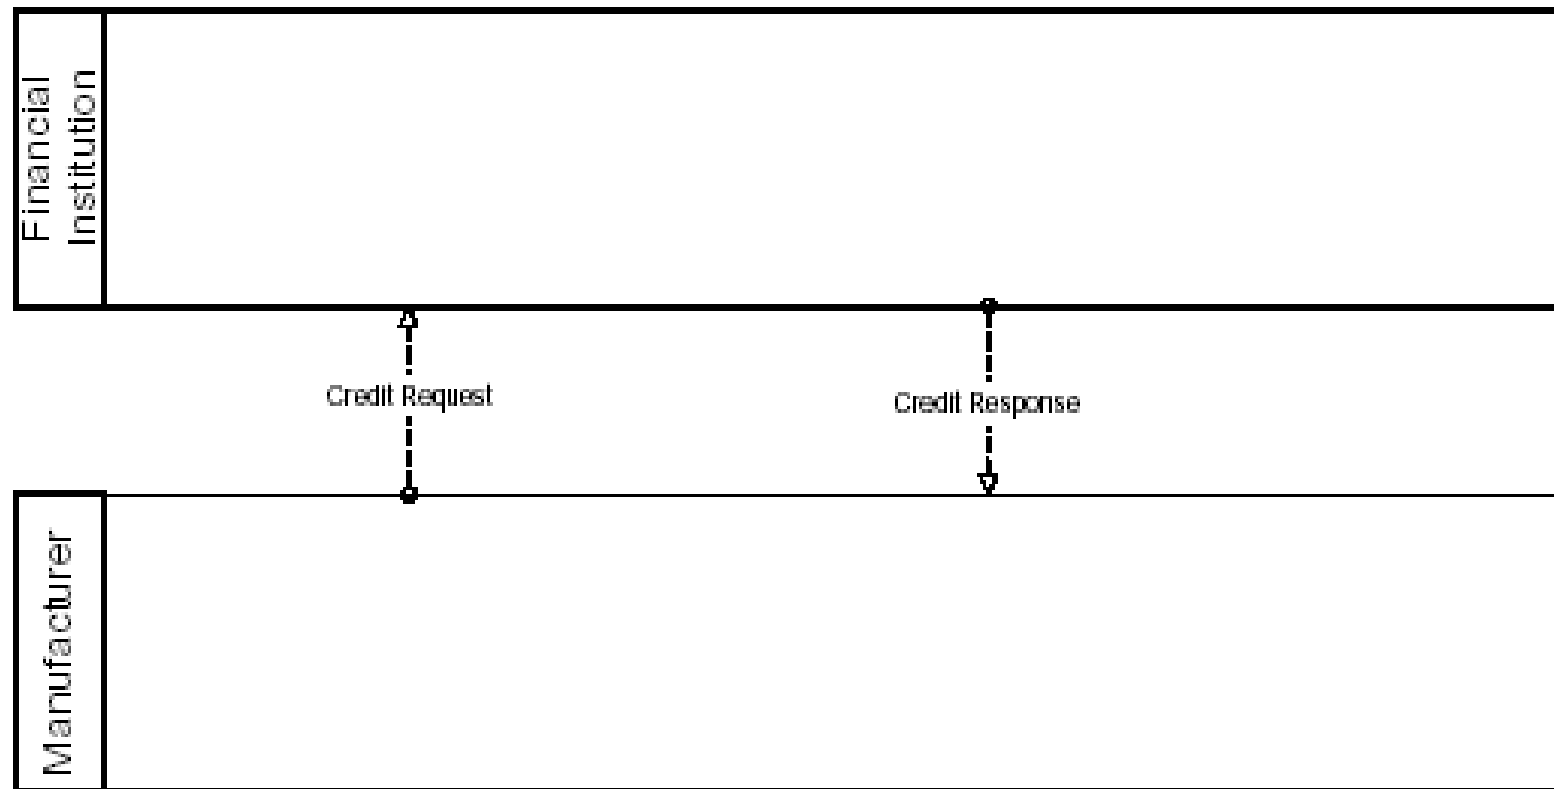 Financial
Institution
Credit Request
Credit Response
Manufacturer